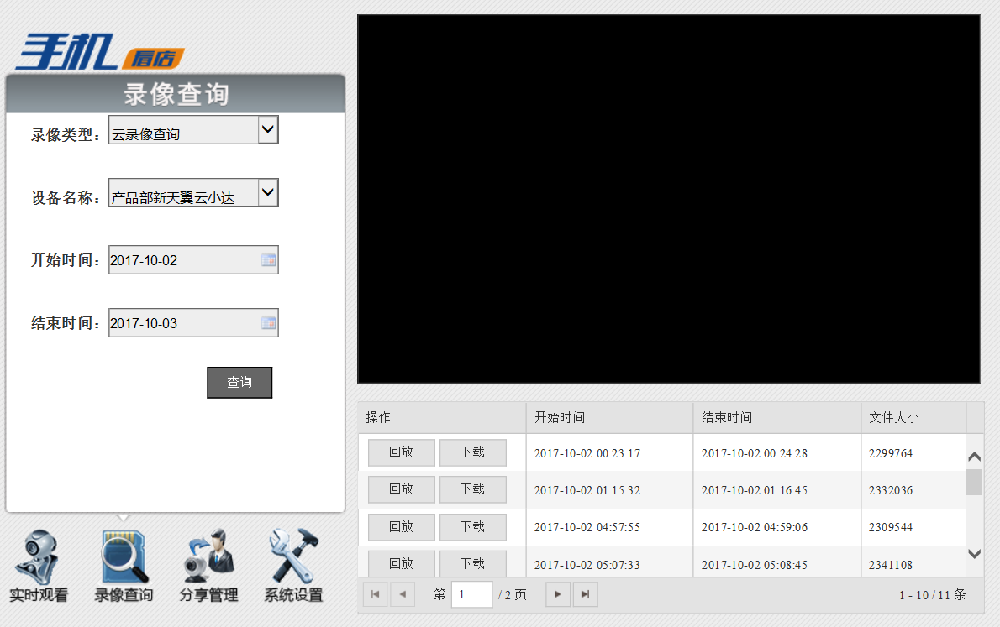 手机
看店
录像查询
录像类型： 云录像查询
设备名称： 产品部新天翼云小达
开始时间： 2017-10-02
结束时间： 2017-10-03
查询
实时观看 录像查询 分享管理 系统设置
操作 开始时间 结束时间 文件大小
回放 下载 2017-10-02 00:23:17 2017-10-02 00:24:28 2299764
回放 下载 2017-10-02 01:15:32 2017-10-02 01:16:45 2332036
回放 下载 2017-10-02 04:57:55 2017-10-02 04:59:06 2309544
回放 下载 2017-10-02 05:07:33 2017-10-02 05:08:45 2341108
第 1 / 2 页 1 - 10 / 11 条